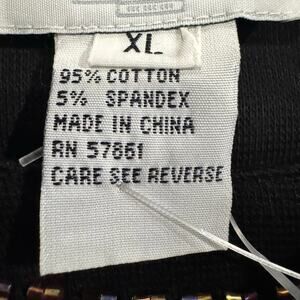 XL
95% COTTON
5% SPANDEX
MADE IN CHINA
RN 57861
CARE SEE REVERSE